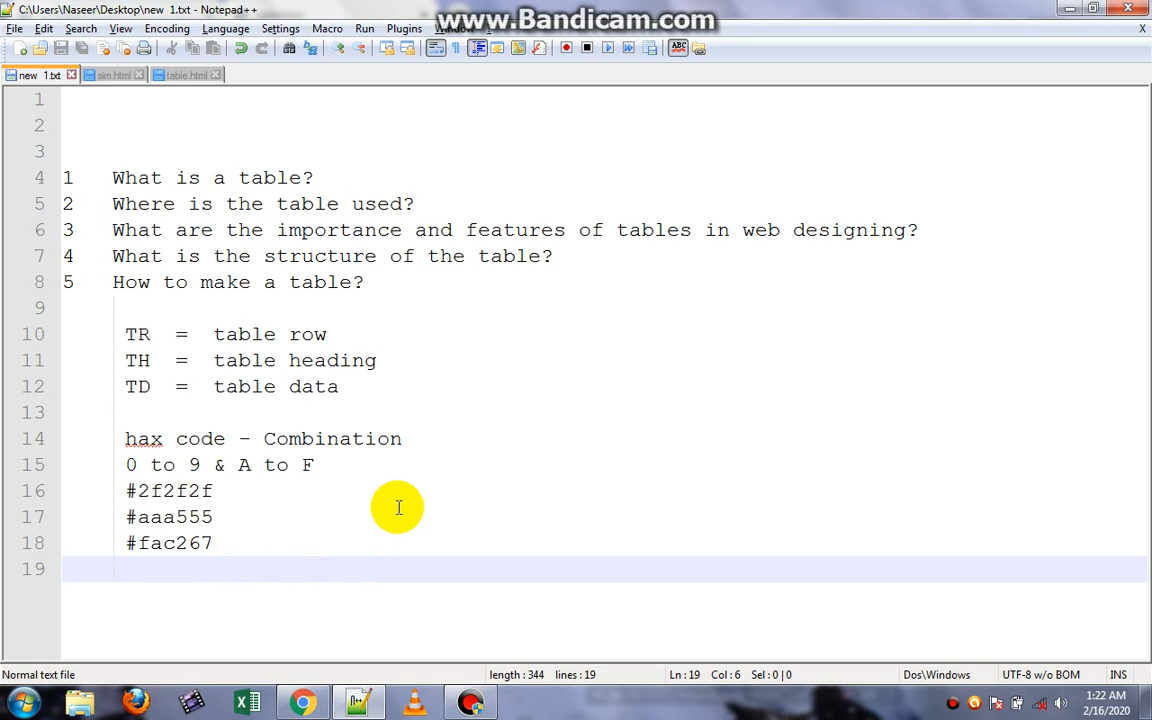 C:\Users\Naseer\Desktop\new 1.txt - Notepad++
www.Bandicam.com
File Edit Search View Encoding Language Settings Macro Run Plugins Window X
new 1.txt sim.html table.html
1
2
3
4 1 What is a table?
5 2 Where is the table used?
6 3 What are the importance and features of tables in web designing?
7 4 What is the structure of the table?
8 5 How to make a table?
9
10 TR = table row
11 TH = table heading
12 TD = table data
13
14 hax code - Combination
15 0 to 9 & A to F
16 #2f2f2f
17 #aaa555
18 #fac267
19
Normal text file length : 344 lines : 19 Ln : 19 Col : 6 Sel : 0 | 0 Dos\Windows UTF-8 w/o BOM INS
1:22 AM
2/16/2020